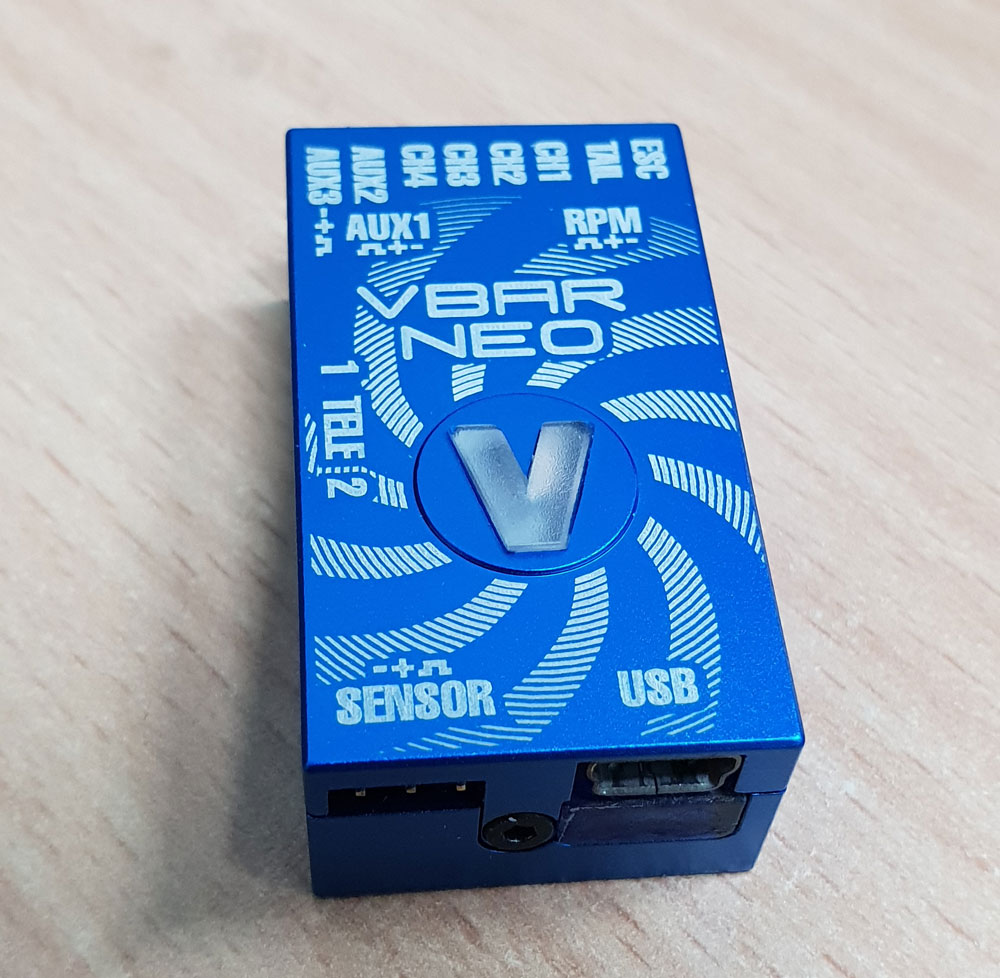 ESC
TAIL
CH1
CH2
CH3
CH4
AUX2
AUX3 - +
AUX1
+ -
RPM
+ -
VBAR
NEO
1 TELE 2
V
- +
SENSOR
USB